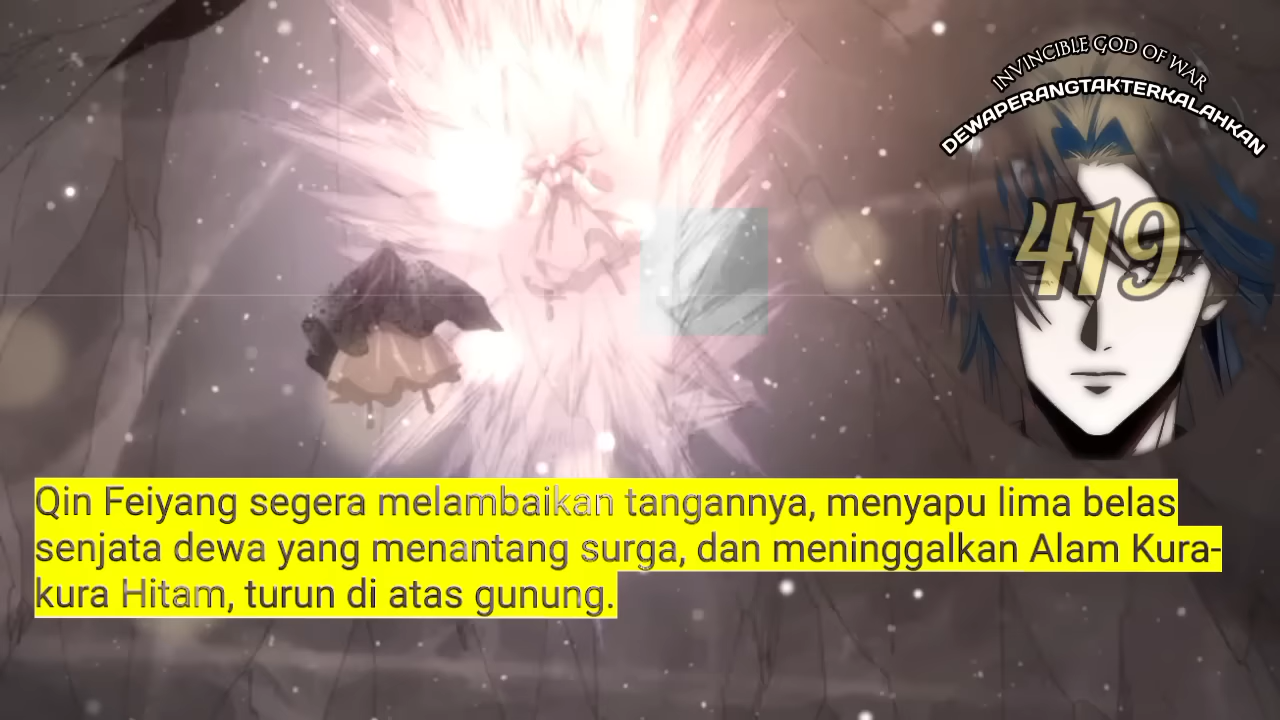 INVINCIBLE GOD OF WAR
DEWAPERANGTAKTERKALAHKAN
419
Qin Feiyang segera melambaikan tangannya, menyapu lima belas
senjata dewa yang menantang surga, dan meninggalkan Alam Kura-
kura Hitam, turun di atas gunung.